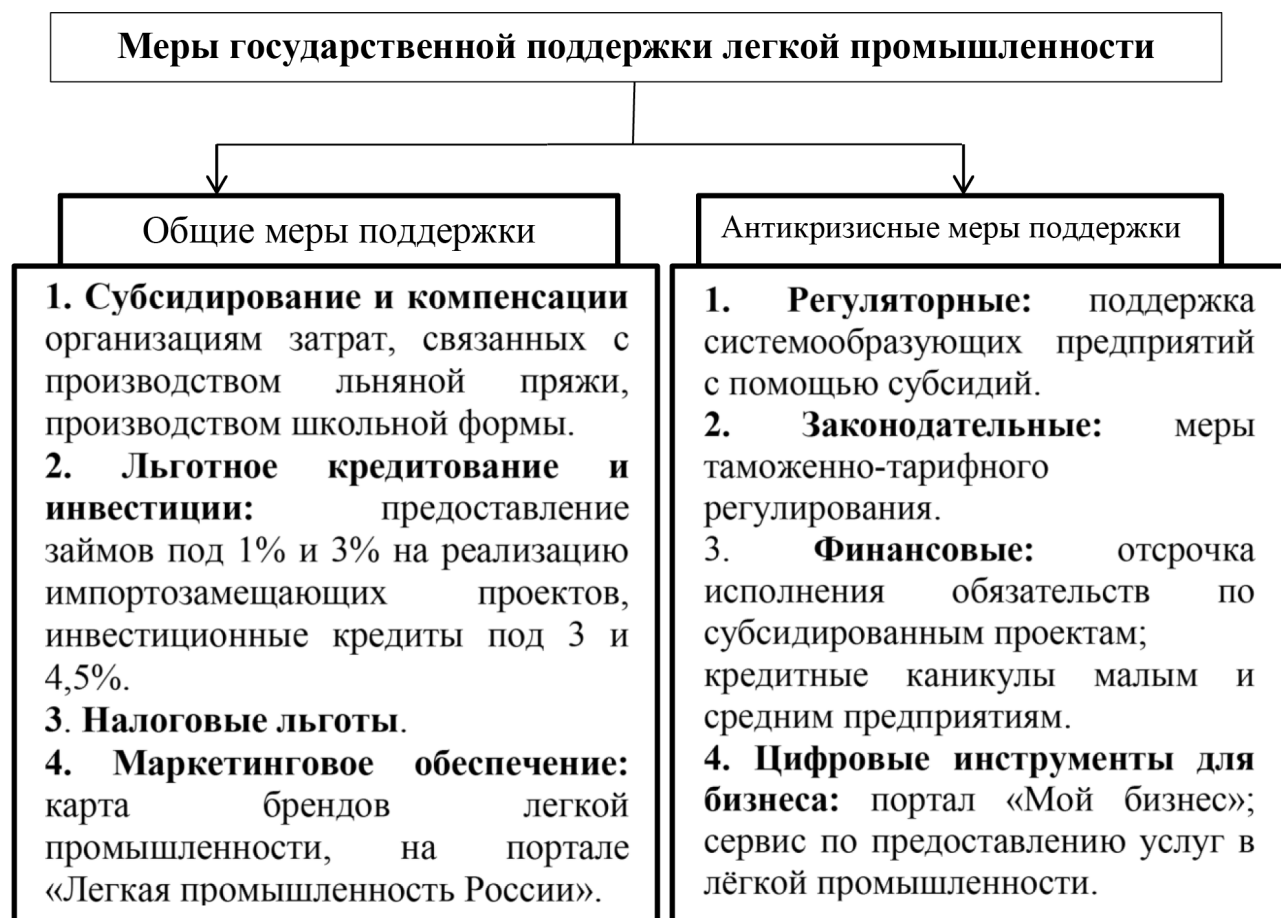 Меры государственной поддержки легкой промышленности
Общие меры поддержки
1. Субсидирование и компенсации
организациям затрат, связанных с
производством льняной пряжи,
производством школьной формы.
2. Льготное кредитование и
инвестиции: предоставление
займов под 1% и 3% на реализацию
импортозамещающих проектов,
инвестиционные кредиты под 3 и
4,5%.
3. Налоговые льготы.
4. Маркетинговое обеспечение:
карта брендов легкой
промышленности, на портале
«Легкая промышленность России».
Антикризисные меры поддержки
1. Регуляторные: поддержка
системообразующих предприятий
с помощью субсидий.
2. Законодательные: меры
таможенно-тарифного
регулирования.
3. Финансовые: отсрочка
исполнения обязательств по
субсидированным проектам;
кредитные каникулы малым и
средним предприятиям.
4. Цифровые инструменты для
бизнеса: портал «Мой бизнес»;
сервис по предоставлению услуг в
лёгкой промышленности.